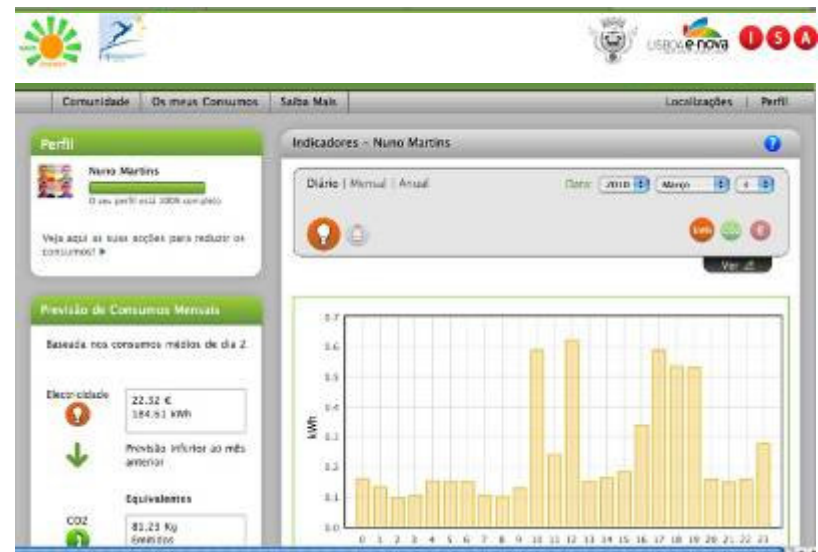 LISBOA e nova ISA
Comunidade Os meus Consumos Saiba Mais Localizações | Perfil
Perfil
Nuno Martins
O seu perfil está 100% completo
Veja aqui as suas acções para reduzir os
consumos!
Indicadores - Nuno Martins ?
Diário | Mensal | Anual
Data: 2010 Março
kWh CO2 €
Ver
Previsão de Consumos Mensais
Baseada nos consumos médios de dia 2
Electricidade
22.32 €
184.61 kWh
Previsão inferior ao mês
anterior
Equivalentes
CO2
81.23 Kg
Emitidos
kWh
0.7
0.6
0.5
0.4
0.3
0.2
0.1
0.0
0 1 2 3 4 5 6 7 8 9 10 11 12 13 14 15 16 17 18 19 20 21 22 23